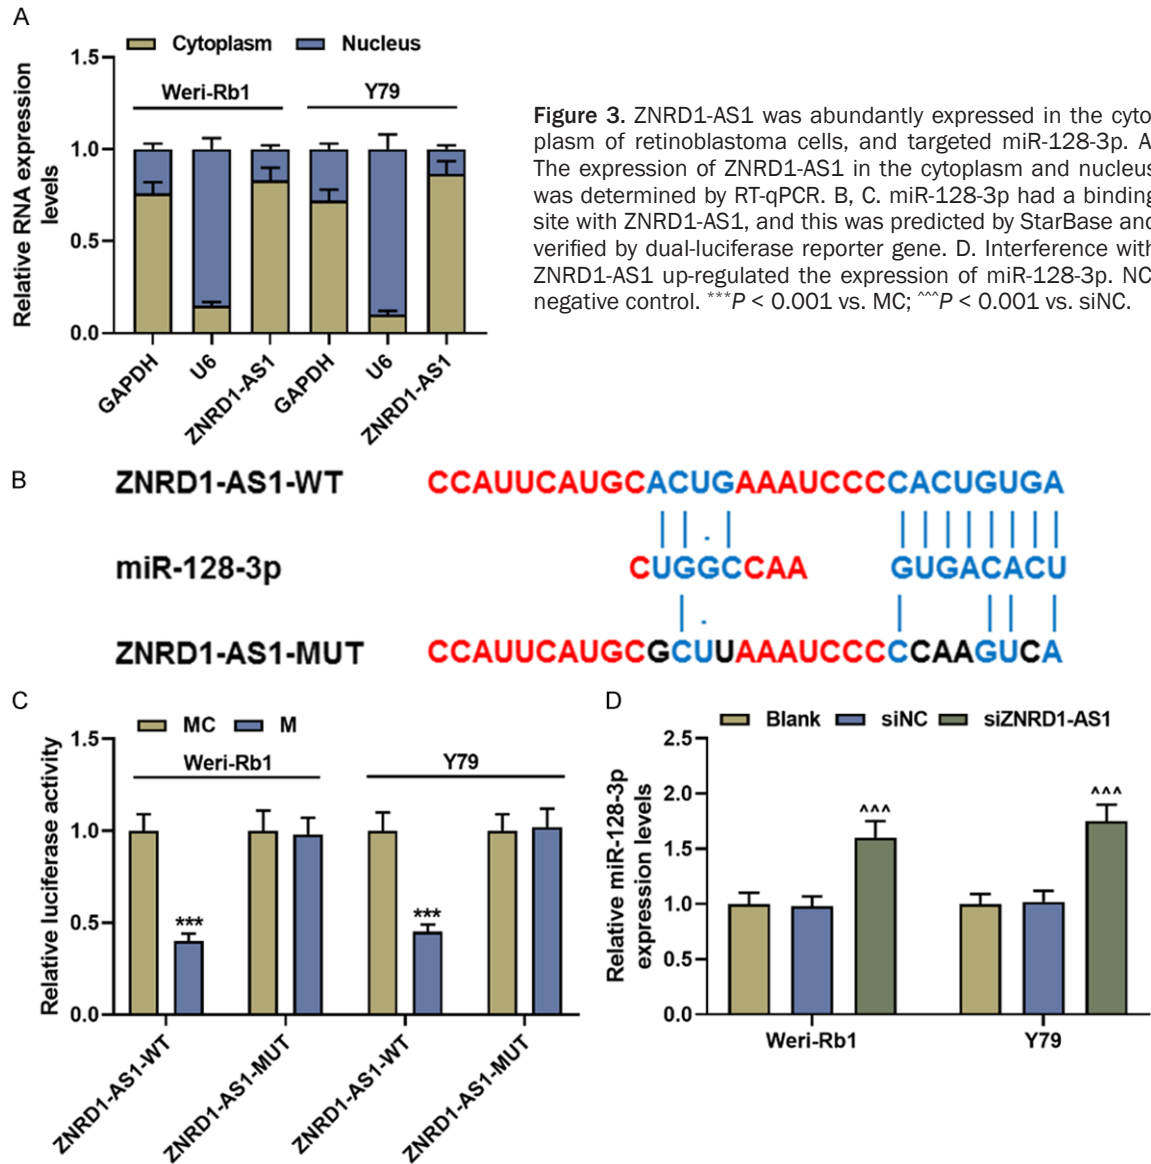 A
Cytoplasm Nucleus
Relative RNA expression
levels
1.5
1.0
0.5
0.0
Weri-Rb1 Y79
GAPDH
U6
ZNRD1-AS1
GAPDH
U6
ZNRD1-AS1
Figure 3. ZNRD1-AS1 was abundantly expressed in the cyto
plasm of retinoblastoma cells, and targeted miR-128-3p. A
The expression of ZNRD1-AS1 in the cytoplasm and nucleus
was determined by RT-qPCR. B, C. miR-128-3p had a binding
site with ZNRD1-AS1, and this was predicted by StarBase and
verified by dual-luciferase reporter gene. D. Interference with
ZNRD1-AS1 up-regulated the expression of miR-128-3p. NC
negative control. ***P < 0.001 vs. MC; ^^^P < 0.001 vs. siNC.
B
ZNRD1-AS1-WT CCAUUCAUGCACUGAAAUCCCCACUGUGA
miR-128-3p CUGGCCAA GUGACACU
ZNRD1-AS1-MUT CCAUUCAUGCGCUUAAAUCCCCCAAGUCA
C
MC M
Relative luciferase activity
1.5
1.0
0.5
0.0
Weri-Rb1 Y79
***
***
ZNRD1-AS1-WT
ZNRD1-AS1-MUT
ZNRD1-AS1-WT
ZNRD1-AS1-MUT
D
Blank siNC siZNRD1-AS1
Relative miR-128-3p
expression levels
2.5
2.0
1.5
1.0
0.5
0.0
^^^
^^^
Weri-Rb1 Y79